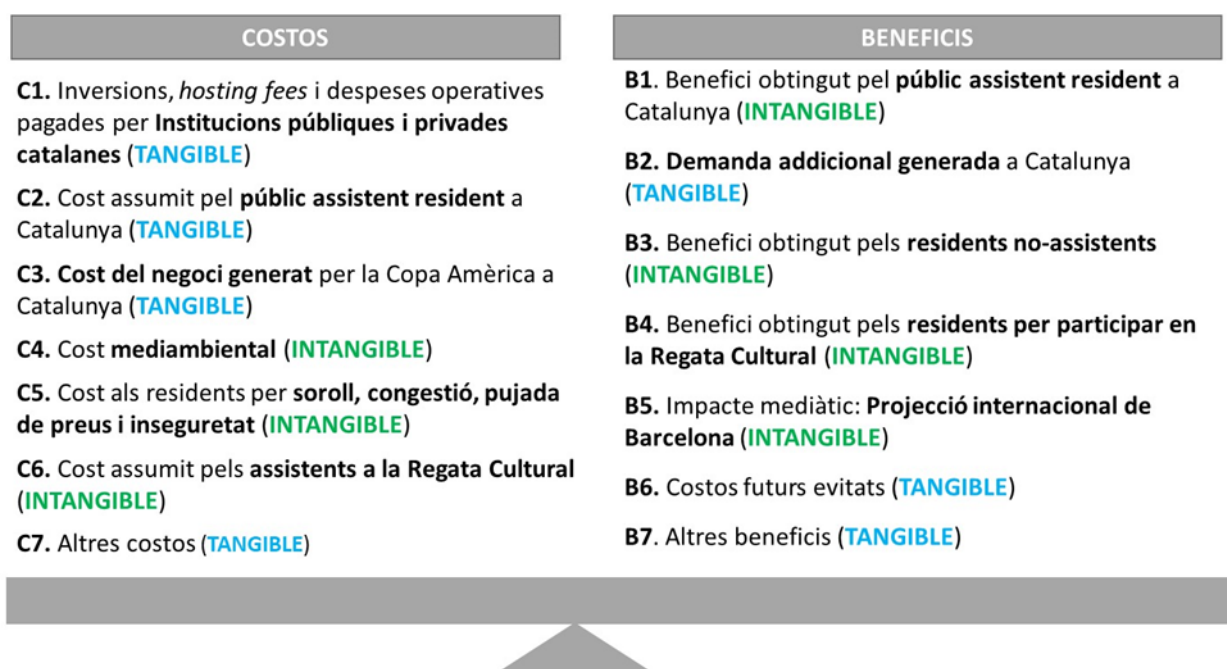 COSTOS
C1. Inversions, hosting fees i despeses operatives
pagades per Institucions públiques i privades
catalanes (TANGIBLE)
C2. Cost assumit pel públic assistent resident a
Catalunya (TANGIBLE)
C3. Cost del negoci generat per la Copa Amèrica a
Catalunya (TANGIBLE)
C4. Cost mediambiental (INTANGIBLE)
C5. Cost als residents per soroll, congestió, pujada
de preus i inseguretat (INTANGIBLE)
C6. Cost assumit pels assistents a la Regata Cultural
(INTANGIBLE)
C7. Altres costos (TANGIBLE)
BENEFICIS
B1. Benefici obtingut pel públic assistent resident a
Catalunya (INTANGIBLE)
B2. Demanda addicional generada a Catalunya
(TANGIBLE)
B3. Benefici obtingut pels residents no-assistents
(INTANGIBLE)
B4. Benefici obtingut pels residents per participar en
la Regata Cultural (INTANGIBLE)
B5. Impacte mediàtic: Projecció internacional de
Barcelona (INTANGIBLE)
B6. Costos futurs evitats (TANGIBLE)
B7. Altres beneficis (TANGIBLE)